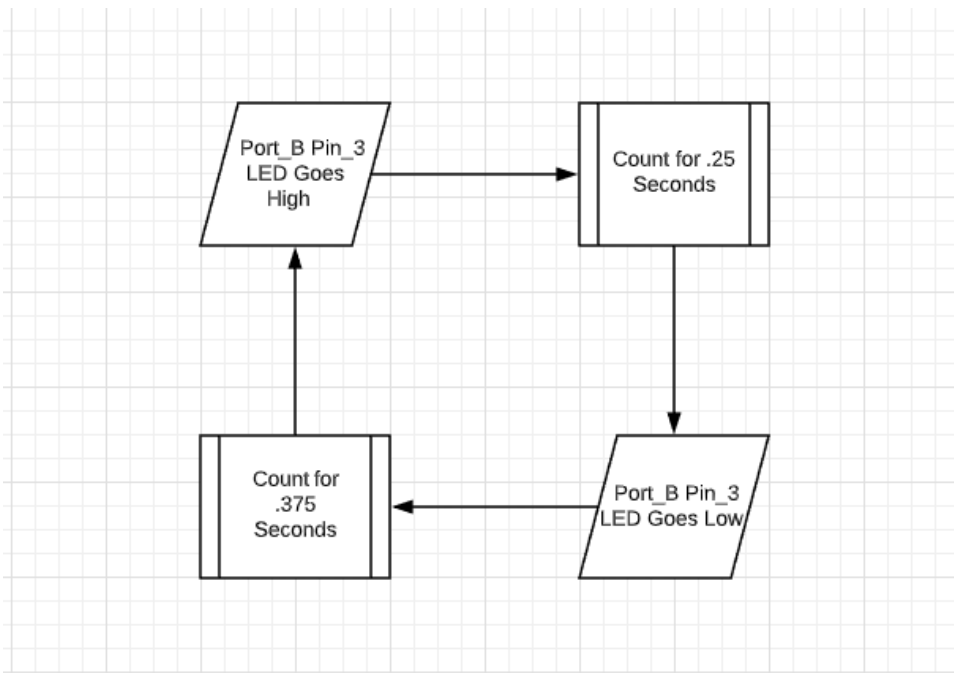 Port_B Pin_3
LED Goes
High
Count for .25
Seconds
Count for
.375
Seconds
Port_B Pin_3
LED Goes Low